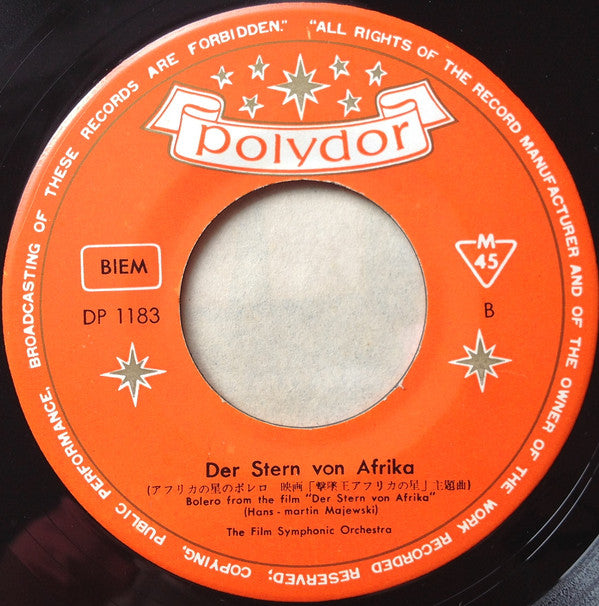 "ALL RIGHTS OF THE RECORD MANUFACTURER AND OF THE OWNER OF THE WORK RECORDED RESERVED; COPYING, PUBLIC PERFORMANCE, BROADCASTING OF THESE RECORDS ARE FORBIDDEN."
polydor
BIEM
M
45
DP 1183
B
Der Stern von Afrika
(アフリカの星のボレロ 映画「撃墜王アフリカの星」主題曲)
Bolero from the film "Der Stern von Afrika"
(Hans - martin Majewski)
The Film Symphonic Orchestra